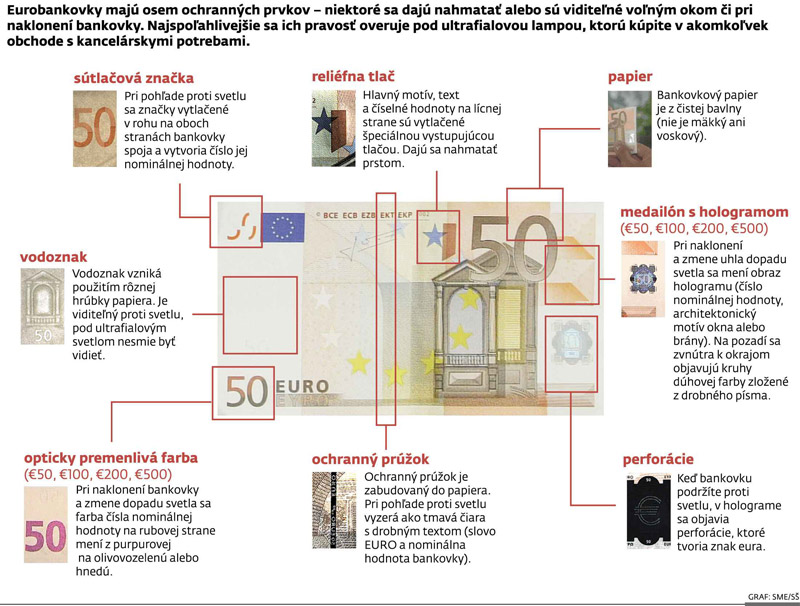 Eurobankovky majú osem ochranných prvkov – niektoré sa dajú nahmatať alebo sú viditeľné voľným okom či pri
naklonení bankovky. Najspoľahlivejšie sa ich pravosť overuje pod ultrafialovou lampou, ktorú kúpite v akomkoľvek
obchode s kancelárskymi potrebami.
sútlačová značka
50
Pri pohľade proti svetlu
sa značky vytlačené
v rohu na oboch
stranách bankovky
spoja a vytvoria číslo jej
nominálnej hodnoty.
reliéfna tlač
Hlavný motív, text
a číselné hodnoty na lícnej
strane sú vytlačené
špeciálnou vystupujúcou
tlačou. Dajú sa nahmatať
prstom.
papier
Bankovkový papier
je z čistej bavlny
(nie je mäkký ani
voskový).
© BCE ECB EZB EKT EKP
50
50 EURO
vodoznak
50
Vodoznak vzniká
použitím rôznej
hrúbky papiera. Je
viditeľný proti svetlu,
pod ultrafialovým
svetlom nesmie byť
vidieť.
medailón s hologramom
(€50, €100, €200, €500)
50
Pri naklonení
a zmene uhla dopadu
svetla sa mení obraz
hologramu (číslo
nominálnej hodnoty,
architektonický
motív okna alebo
brány). Na pozadí sa
zvnútra k okrajom
objavujú kruhy
dúhovej farby zložené
z drobného písma.
opticky premenlivá farba
(€50, €100, €200, €500)
50
Pri naklonení bankovky
a zmene dopadu svetla sa
farba čísla nominálnej
hodnoty na rubovej strane
mení z purpurovej
na olivovozelenú alebo
hnedú.
ochranný prúžok
Ochranný prúžok je
zabudovaný do papiera.
Pri pohľade proti svetlu
vyzerá ako tmavá čiara
s drobným textom (slovo
EURO a nominálna
hodnota bankovky).
perforácie
€
Keď bankovku
podržíte proti
svetlu, v holograme
sa objavia
perforácie, ktoré
tvoria znak eura.
GRAF: SME/SŠ